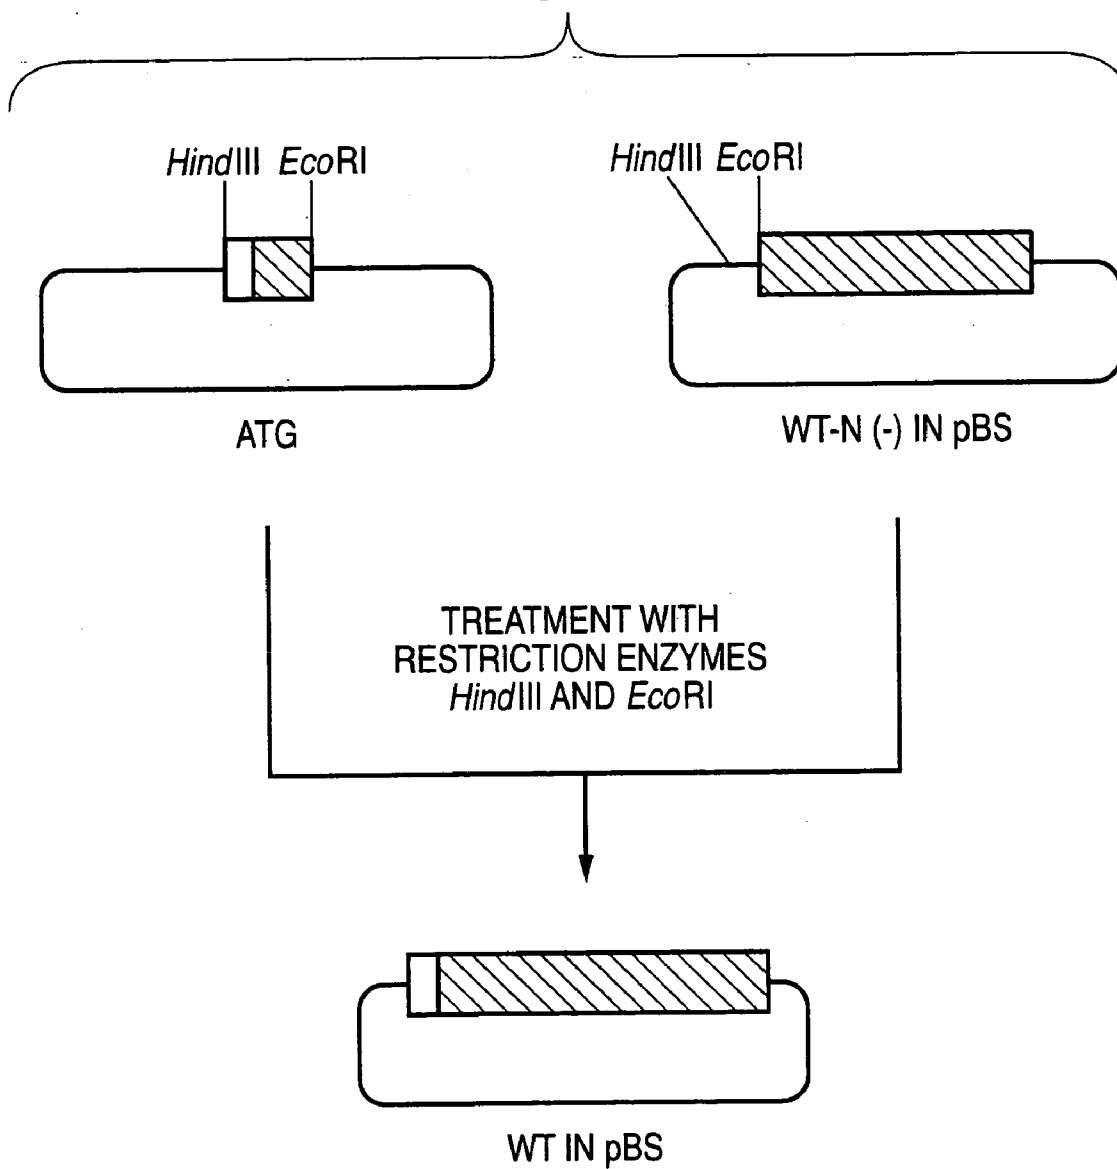 HindIII EcoRI
HindIII EcoRI
ATG
WT-N (-) IN pBS
TREATMENT WITH
RESTRICTION ENZYMES
HindIII AND EcoRI
WT IN pBS